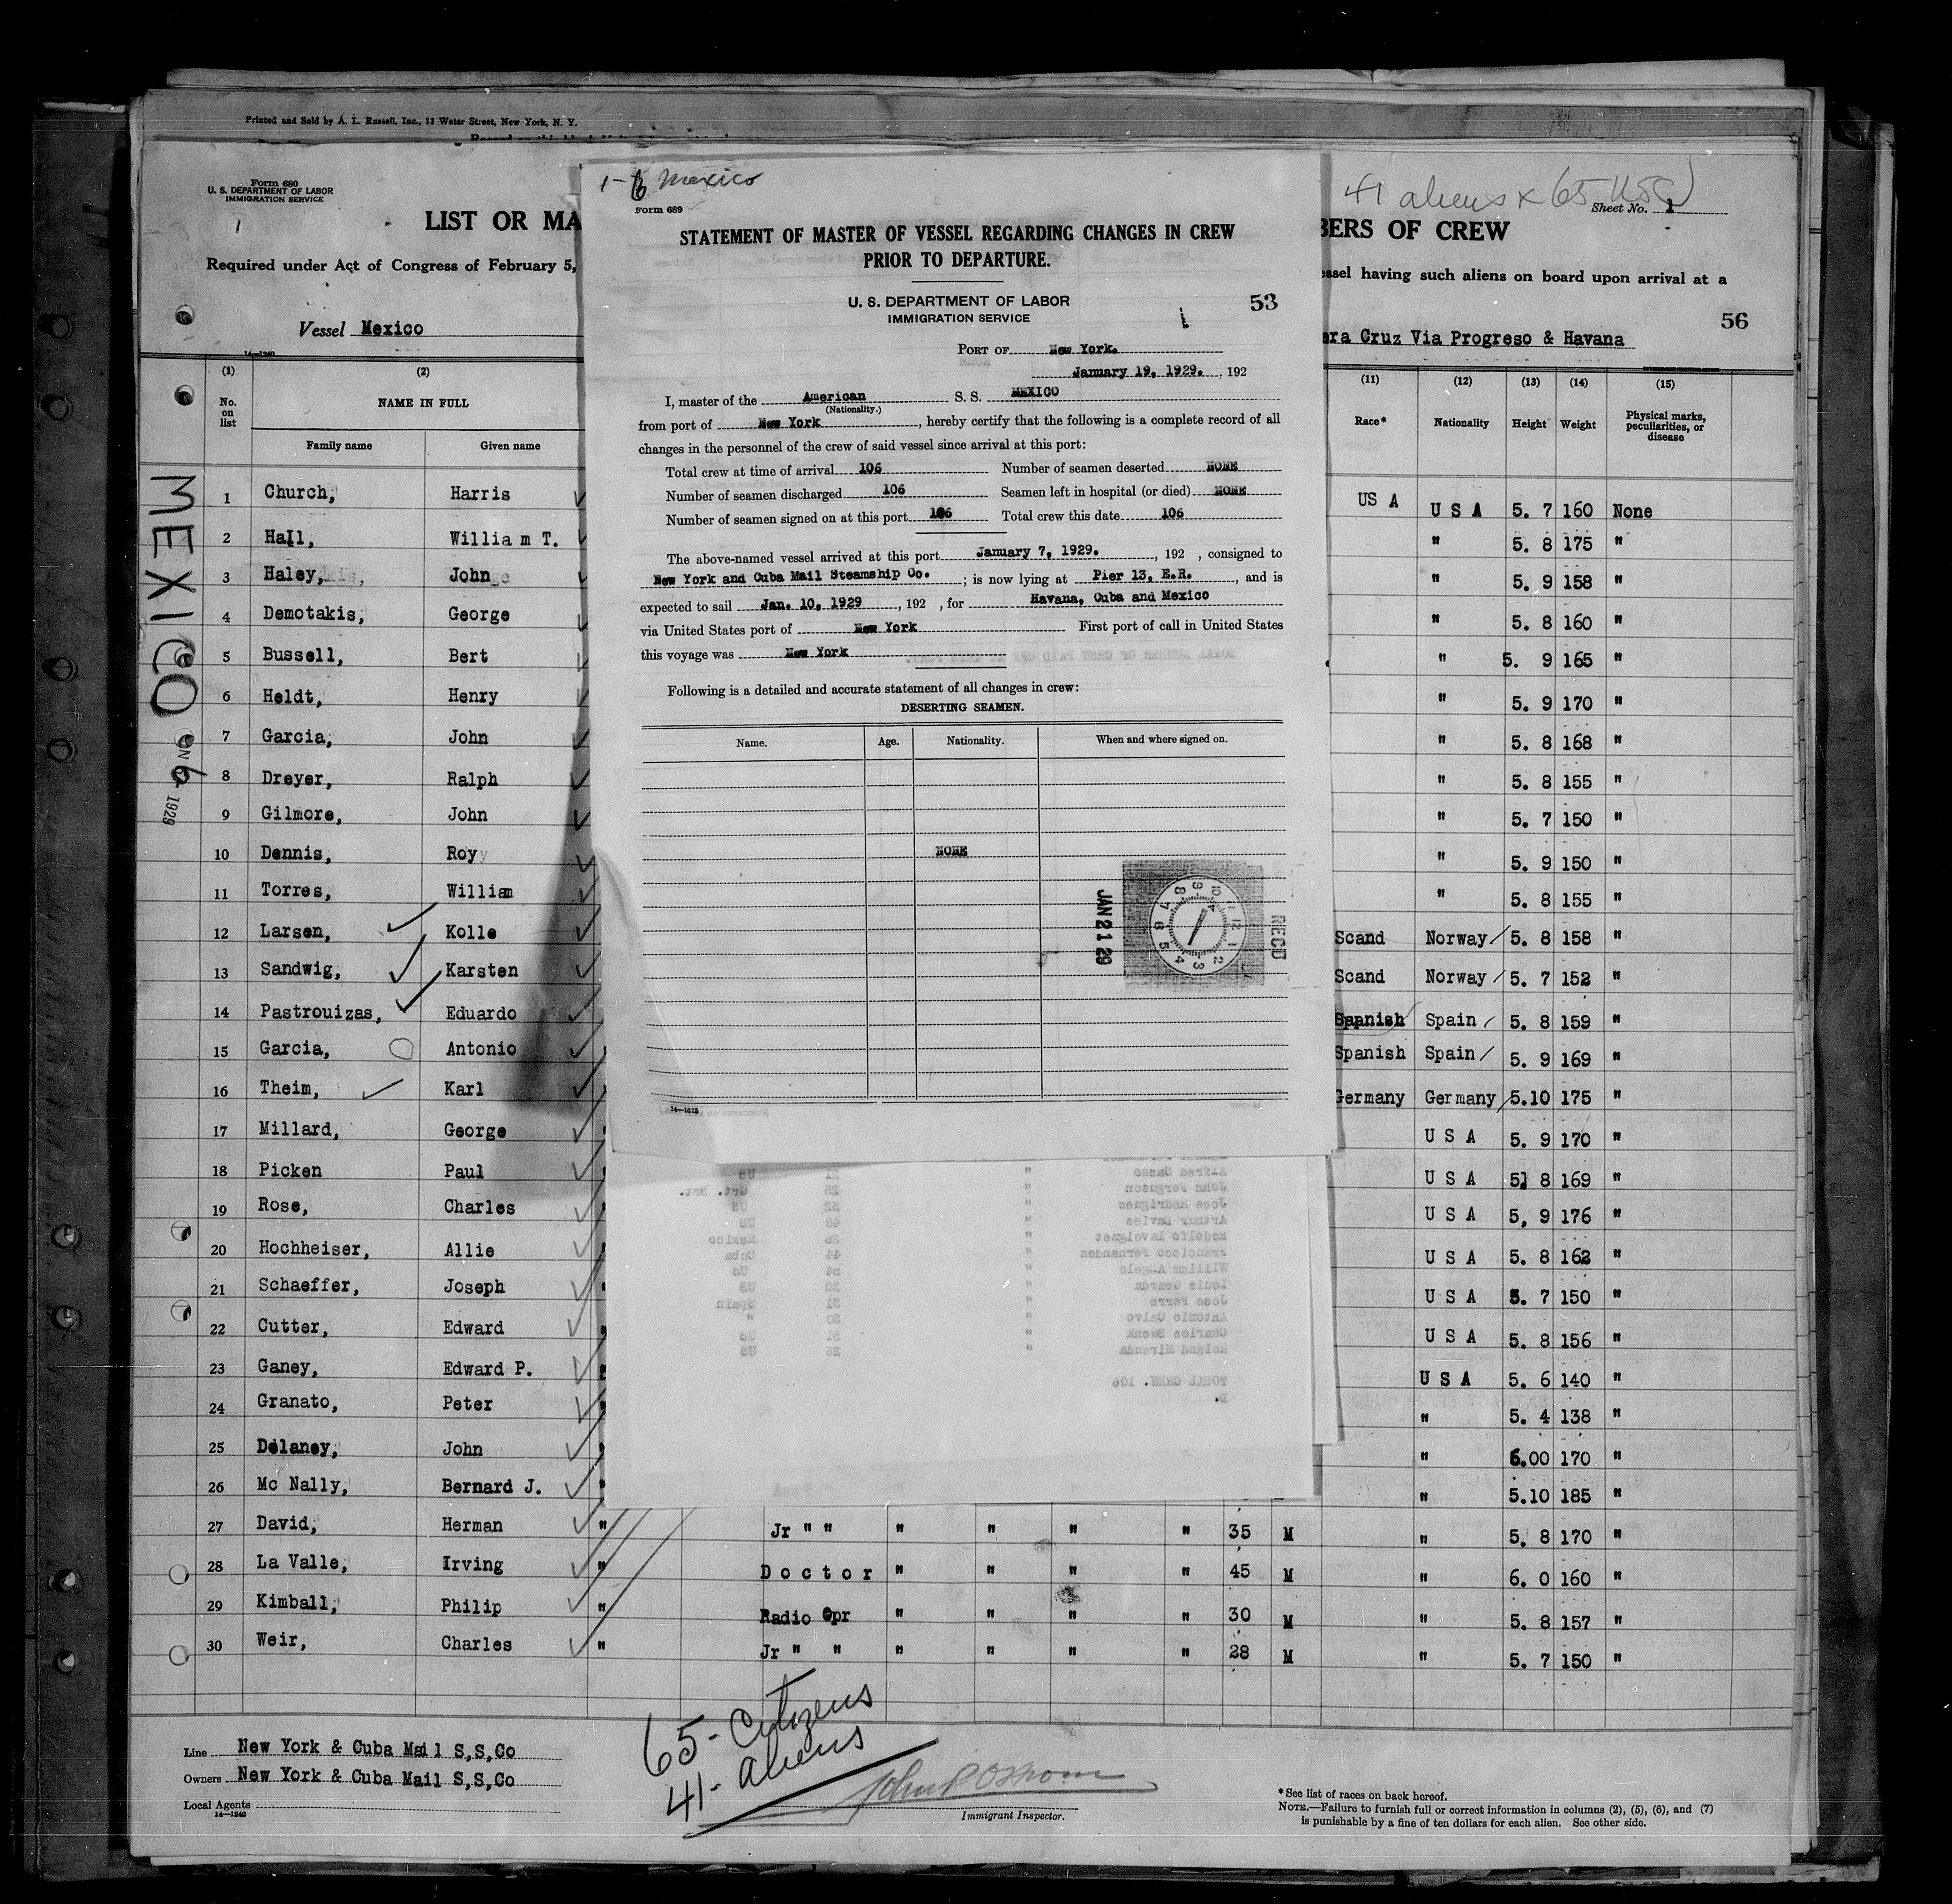 Printed and Sold by A. L. Russell, Inc., 13 Water Street, New York, N. Y.
Form 680
U. S. DEPARTMENT OF LABOR
IMMIGRATION SERVICE
LIST OR MA
BERS OF CREW
41 aliens x 65 USC
Sheet No. 1
Required under Act of Congress of February 5,
essel having such aliens on board upon arrival at a
56
Vessel Mexico
era Cruz Via Progreso & Havana
14—1240
(1) (2) (11) (12) (13) (14) (15)
No. on list NAME IN FULL Race* Nationality Height Weight Physical marks, peculiarities, or disease
Family name Given name
MEXICO
6 1929
1 Church, Harris US A U S A 5. 7 160 None
2 Hall, William T. " 5. 8 175 "
3 Haley, John " 5. 9 158 "
4 Demotakis, George " 5. 8 160 "
5 Bussell, Bert " 5. 9 165 "
6 Heldt, Henry " 5. 9 170 "
7 Garcia, John " 5. 8 168 "
8 Dreyer, Ralph " 5. 8 155 "
9 Gilmore, John " 5. 7 150 "
10 Dennis, Roy " 5. 9 150 "
11 Torres, William " 5. 8 155 "
12 Larsen, Kolle Scand Norway 5. 8 158 "
13 Sandwig, Karsten Scand Norway 5. 7 152 "
14 Pastrouizas, Eduardo Spanish Spain 5. 8 159 "
15 Garcia, Antonio Spanish Spain 5. 9 169 "
16 Theim, Karl Germany Germany 5.10 175 "
17 Millard, George U S A 5. 9 170 "
18 Picken Paul U S A 5. 8 169 "
19 Rose, Charles U S A 5, 9 176 "
20 Hochheiser, Allie U S A 5. 8 162 "
21 Schaeffer, Joseph U S A 5. 7 150 "
22 Cutter, Edward U S A 5. 8 156 "
23 Ganey, Edward P. U S A 5. 6 140 "
24 Granato, Peter " 5. 4 138 "
25 Delaney, John " 6.00 170 "
26 Mc Nally, Bernard J. " " 5.10 185 "
27 David, Herman " Jr " " " " " " 35 M " 5. 8 170 "
28 La Valle, Irving " Doctor " " " " 45 M " 6. 0 160 "
29 Kimball, Philip " Radio Opr " " " " 30 M " 5. 8 157 "
30 Weir, Charles " Jr " " " " " " 28 M " 5. 7 150 "
65 - Citizens
41 - aliens
Line New York & Cuba Mail S,S,Co
Owners New York & Cuba Mail S,S,Co
Local Agents
14—1240
Immigrant Inspector.
* See list of races on back hereof.
NOTE.—Failure to furnish full or correct information in columns (2), (5), (6), and (7)
is punishable by a fine of ten dollars for each alien. See other side.
1-6 Mexico
Form 689
STATEMENT OF MASTER OF VESSEL REGARDING CHANGES IN CREW
PRIOR TO DEPARTURE.
U. S. DEPARTMENT OF LABOR
IMMIGRATION SERVICE
53
PORT OF New York.
January 19, 1929. , 192
I, master of the American S. S. MEXICO
(Nationality.)
from port of New York , hereby certify that the following is a complete record of all
changes in the personnel of the crew of said vessel since arrival at this port:
Total crew at time of arrival 106 Number of seamen deserted NONE
Number of seamen discharged 106 Seamen left in hospital (or died) NONE
Number of seamen signed on at this port 106 Total crew this date 106
The above-named vessel arrived at this port January 7, 1929. , 192 , consigned to
New York and Cuba Mail Steamship Co. ; is now lying at Pier 13, E.R. , and is
expected to sail Jan. 10, 1929 , 192 , for Havana, Cuba and Mexico
via United States port of New York First port of call in United States
this voyage was New York
Following is a detailed and accurate statement of all changes in crew:
DESERTING SEAMEN.
Name. Age. Nationality. When and where signed on.
NONE
JAN 21 29
RECD
14—1613